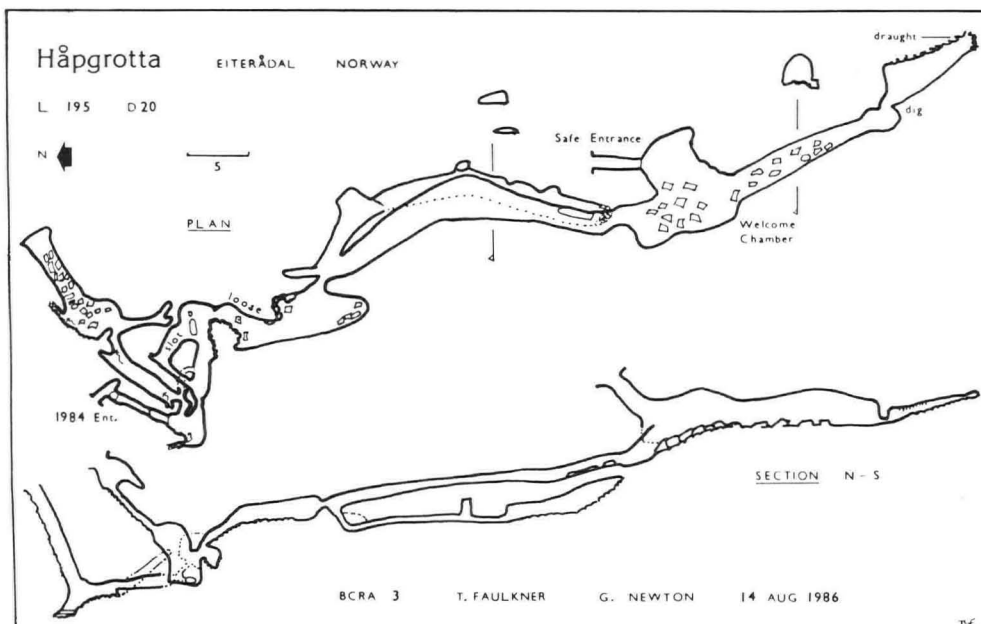 Håpgrotta EITERÅDAL NORWAY
L 195 D 20
N
5
draught
dig
Safe Entrance
Welcome
Chamber
PLAN
loose
slot
1984 Ent.
SECTION N-S
BCRA 3 T. FAULKNER G. NEWTON 14 AUG 1986